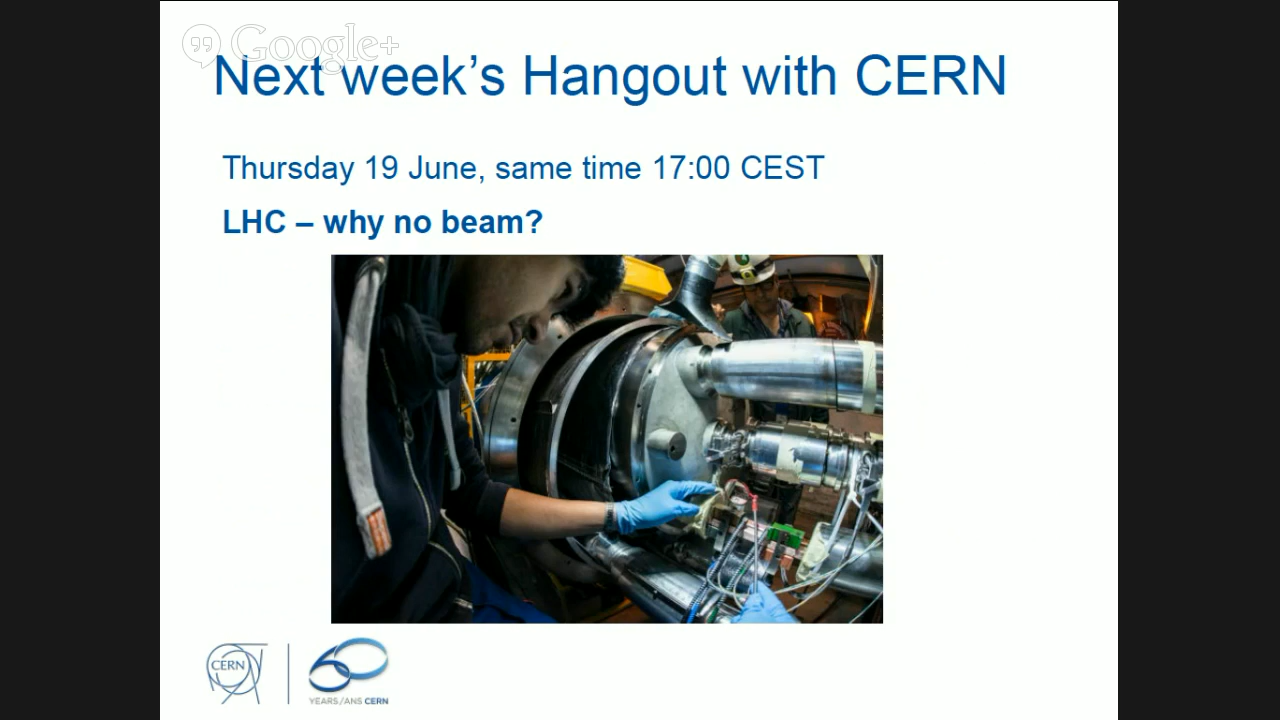 Google+
Next week's Hangout with CERN
Thursday 19 June, same time 17:00 CEST
LHC – why no beam?
CERN
60
YEARS/ANS CERN